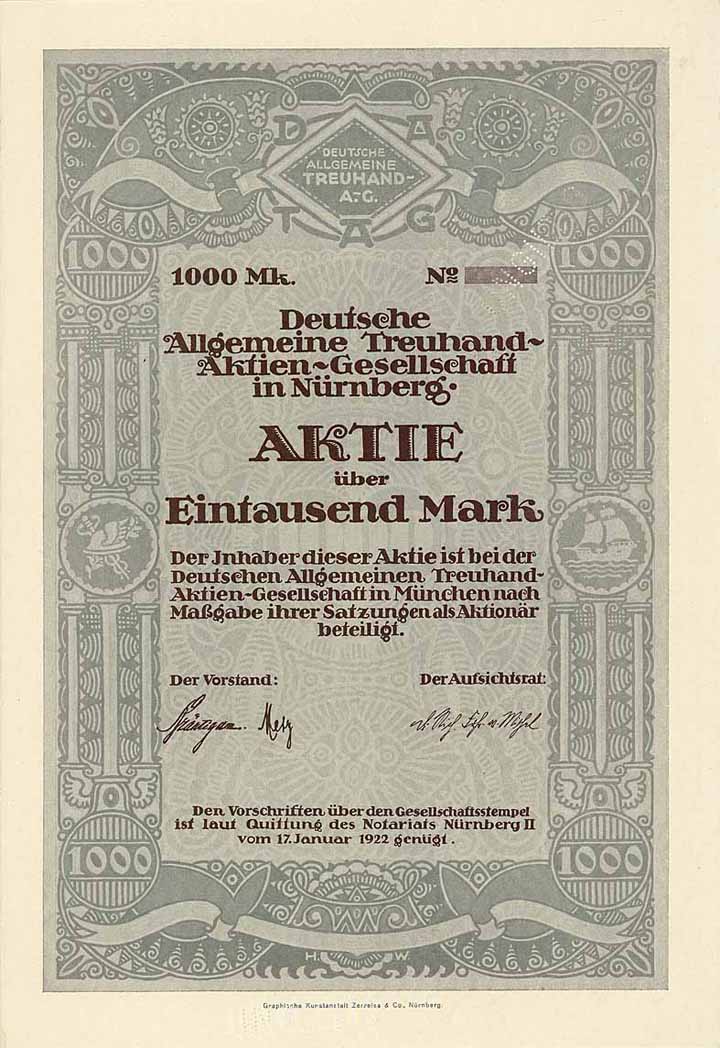 D A
DEUTSCHE
ALLGEMEINE
TREUHAND-
A.-G.
T A G
1000 1000
1000 Mk. No
Deutsche
Allgemeine Treuhand-
Aktien-Gesellschaft
in Nürnberg.
AKTIE
über
Eintausend Mark
Der Jnhaber dieser Aktie ist bei der
Deutschen Allgemeinen Treuhand-
Aktien-Gesellschaft in München nach
Maßgabe ihrer Satzungen als Aktionär
beteiligt.
Der Vorstand: Der Aufsichtsrat:
Metz
Den Vorschriften über den Gesellschaftsstempel
ist laut Quittung des Notariats Nürnberg II
vom 17. Januar 1922 genügt.
1000 1000
H. W.
Graphische Kunstanstalt Zerreiss & Co., Nürnberg.